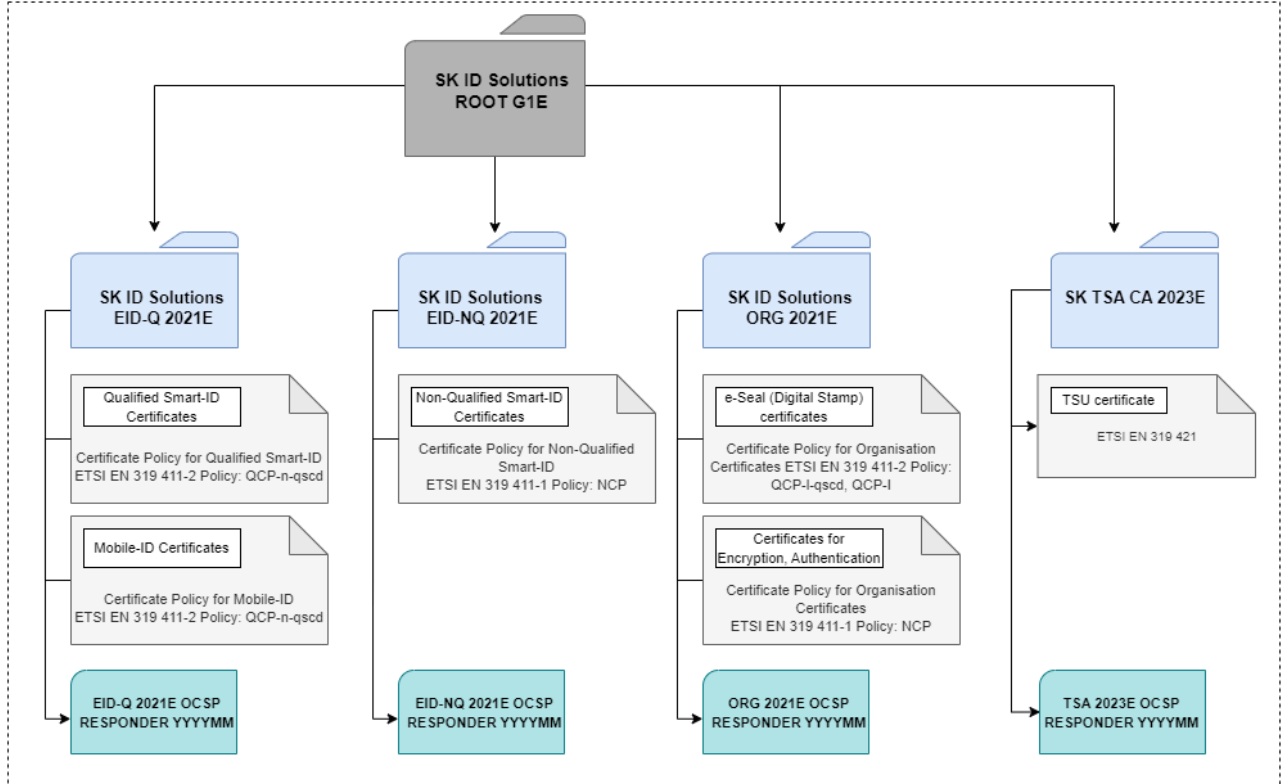 SK ID Solutions
ROOT G1E
SK ID Solutions
EID-Q 2021E
SK ID Solutions
EID-NQ 2021E
SK ID Solutions
ORG 2021E
SK TSA CA 2023E
Qualified Smart-ID
Certificates
Certificate Policy for Qualified Smart-ID
ETSI EN 319 411-2 Policy: QCP-n-qscd
Non-Qualified Smart-ID
Certificates
Certificate Policy for Non-Qualified
Smart-ID
ETSI EN 319 411-1 Policy: NCP
e-Seal (Digital Stamp)
certificates
Certificate Policy for Organisation
Certificates ETSI EN 319 411-2 Policy:
QCP-l-qscd, QCP-l
TSU certificate
ETSI EN 319 421
Mobile-ID Certificates
Certificate Policy for Mobile-ID
ETSI EN 319 411-2 Policy: QCP-n-qscd
Certificates for
Encryption, Authentication
Certificate Policy for Organisation
Certificates
ETSI EN 319 411-1 Policy: NCP
EID-Q 2021E OCSP
RESPONDER YYYYMM
EID-NQ 2021E OCSP
RESPONDER YYYYMM
ORG 2021E OCSP
RESPONDER YYYYMM
TSA 2023E OCSP
RESPONDER YYYYMM